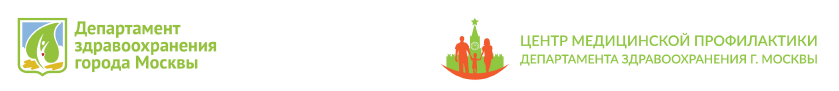 Департамент
здравоохранения
города Москвы
ЦЕНТР МЕДИЦИНСКОЙ ПРОФИЛАКТИКИ
ДЕПАРТАМЕНТА ЗДРАВООХРАНЕНИЯ Г. МОСКВЫ